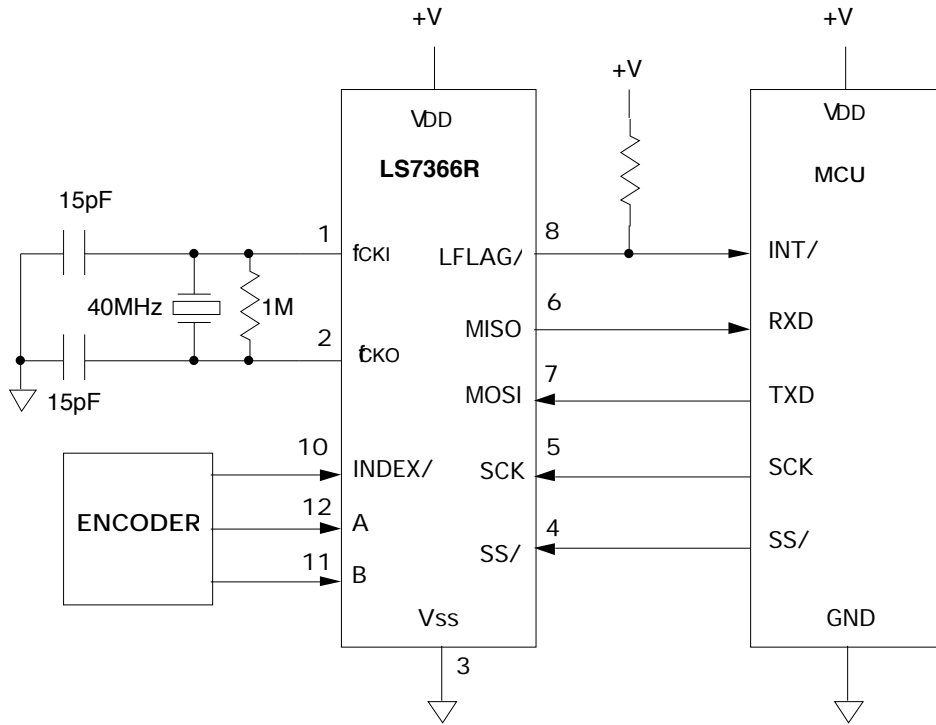 +V
+V
+V
VDD
VDD
LS7366R
MCU
15pF
1
fCKI
LFLAG/
8
INT/
40MHz
1M
MISO
6
RXD
2
fCKO
15pF
MOSI
7
TXD
10
INDEX/
SCK
5
SCK
ENCODER
12
A
SS/
4
SS/
11
B
Vss
GND
3